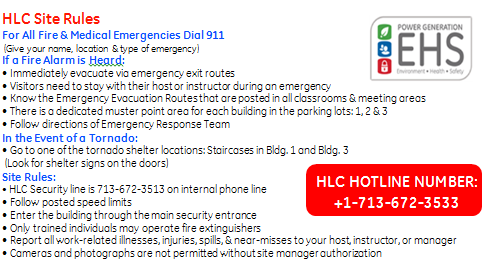 HLC Site Rules
For All Fire & Medical Emergencies Dial 911
(Give your name, location & type of emergency)
If a Fire Alarm is Heard:
• Immediately evacuate via emergency exit routes
• Visitors need to stay with their host or instructor during an emergency
• Know the Emergency Evacuation Routes that are posted in all classrooms & meeting areas
• There is a dedicated muster point area for each building in the parking lots: 1, 2 & 3
• Follow directions of Emergency Response Team
In the Event of a Tornado:
• Go to one of the tornado shelter locations: Staircases in Bldg. 1 and Bldg. 3
(Look for shelter signs on the doors)
Site Rules:
• HLC Security line is 713-672-3513 on internal phone line
• Follow posted speed limits
• Enter the building through the main security entrance
• Only trained individuals may operate fire extinguishers
• Report all work-related illnesses, injuries, spills, & near-misses to your host, instructor, or manager
• Cameras and photographs are not permitted without site manager authorization
POWER GENERATION
EHS
Environment • Health • Safety
HLC HOTLINE NUMBER:
+1-713-672-3533